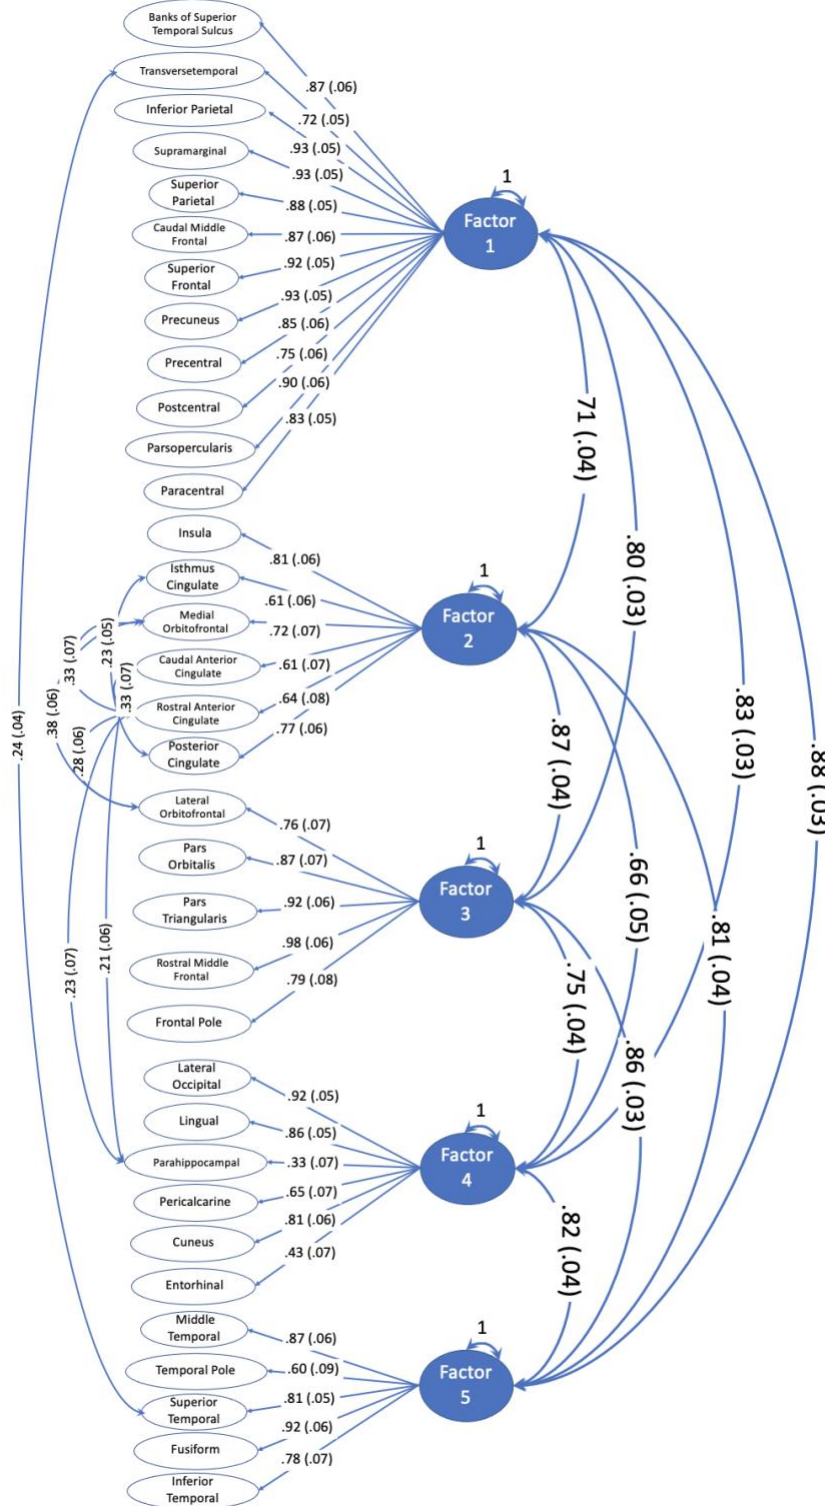 Banks of Superior
Temporal Sulcus
Transversetemporal
Inferior Parietal
Supramarginal
Superior
Parietal
Caudal Middle
Frontal
Superior
Frontal
Precuneus
Precentral
Postcentral
Parsopercularis
Paracentral
.87 (.06)
.72 (.05)
.93 (.05)
.93 (.05)
.88 (.05)
.87 (.06)
.92 (.05)
.93 (.05)
.85 (.06)
.75 (.06)
.90 (.06)
.83 (.05)
1
Factor
1
Insula
Isthmus
Cingulate
Medial
Orbitofrontal
Caudal Anterior
Cingulate
Rostral Anterior
Cingulate
Posterior
Cingulate
.81 (.06)
.61 (.06)
.72 (.07)
.61 (.07)
.64 (.08)
.77 (.06)
1
Factor
2
Lateral
Orbitofrontal
Pars
Orbitalis
Pars
Triangularis
Rostral Middle
Frontal
Frontal Pole
.76 (.07)
.87 (.07)
.92 (.06)
.98 (.06)
.79 (.08)
1
Factor
3
Lateral
Occipital
Lingual
Parahippocampal
Pericalcarine
Cuneus
Entorhinal
.92 (.05)
.86 (.05)
.33 (.07)
.65 (.07)
.81 (.06)
.43 (.07)
1
Factor
4
Middle
Temporal
Temporal Pole
Superior
Temporal
Fusiform
Inferior
Temporal
.87 (.06)
.60 (.09)
.81 (.05)
.92 (.06)
.78 (.07)
1
Factor
5
.24 (.04)
.38 (.06)
.33 (.07)
.28 (.06)
.23 (.05)
.33 (.07)
.23 (.07)
.21 (.06)
.71 (.04)
.80 (.03)
.83 (.03)
.88 (.03)
.87 (.04)
.66 (.05)
.81 (.04)
.75 (.04)
.86 (.03)
.82 (.04)